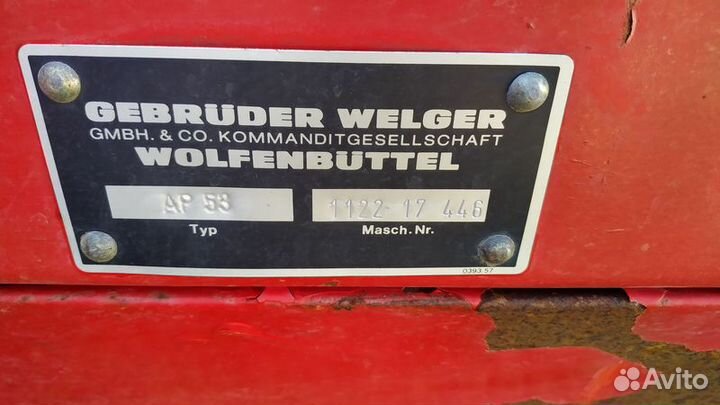 GEBRÜDER WELGER
GMBH. & CO. KOMMANDITGESELLSCHAFT
WOLFENBÜTTEL
AP 53 1122-17 446
Typ Masch. Nr.
0393 57
Avito